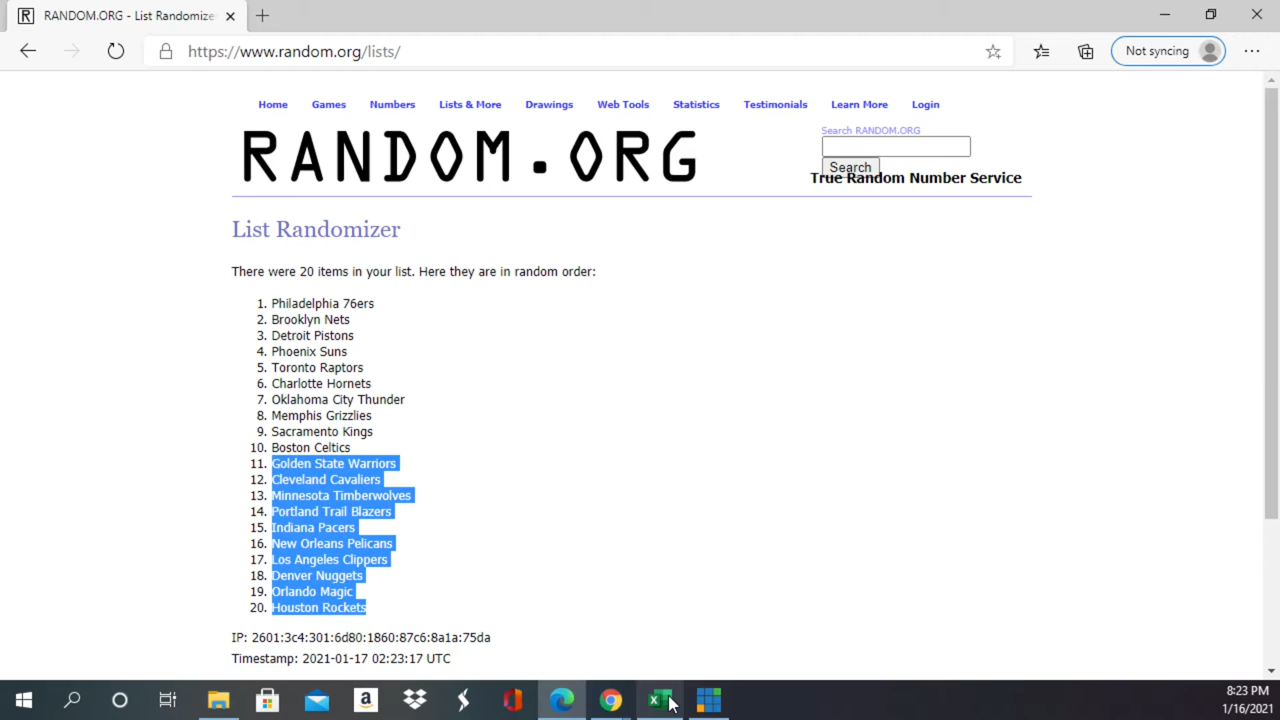 RANDOM.ORG - List Randomize
https://www.random.org/lists/
Not syncing
Home Games Numbers Lists & More Drawings Web Tools Statistics Testimonials Learn More Login
RANDOM.ORG
Search RANDOM.ORG
Search
True Random Number Service
List Randomizer
There were 20 items in your list. Here they are in random order:
1. Philadelphia 76ers
2. Brooklyn Nets
3. Detroit Pistons
4. Phoenix Suns
5. Toronto Raptors
6. Charlotte Hornets
7. Oklahoma City Thunder
8. Memphis Grizzlies
9. Sacramento Kings
10. Boston Celtics
11. Golden State Warriors
12. Cleveland Cavaliers
13. Minnesota Timberwolves
14. Portland Trail Blazers
15. Indiana Pacers
16. New Orleans Pelicans
17. Los Angeles Clippers
18. Denver Nuggets
19. Orlando Magic
20. Houston Rockets
IP: 2601:3c4:301:6d80:1860:87c6:8a1a:75da
Timestamp: 2021-01-17 02:23:17 UTC
8:23 PM
1/16/2021